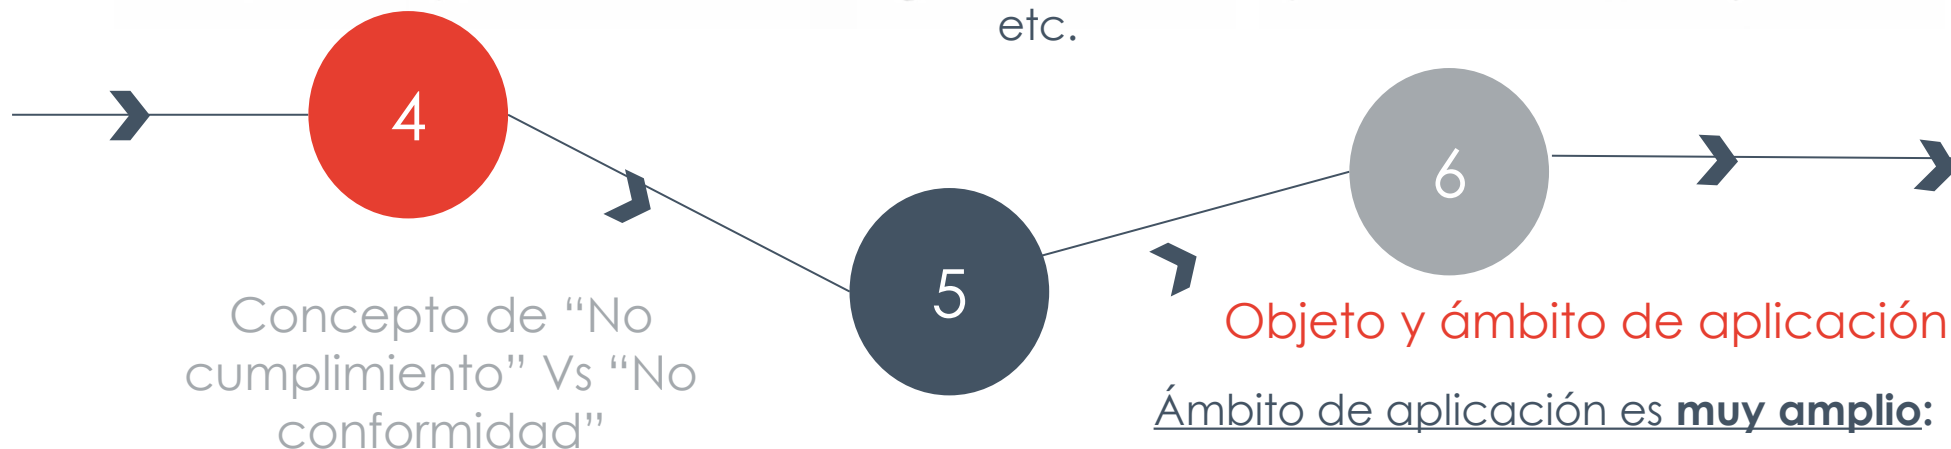 etc.
4
5
6
Concepto de “No
cumplimiento” Vs “No
conformidad”
Objeto y ámbito de aplicación
Ámbito de aplicación es muy amplio: